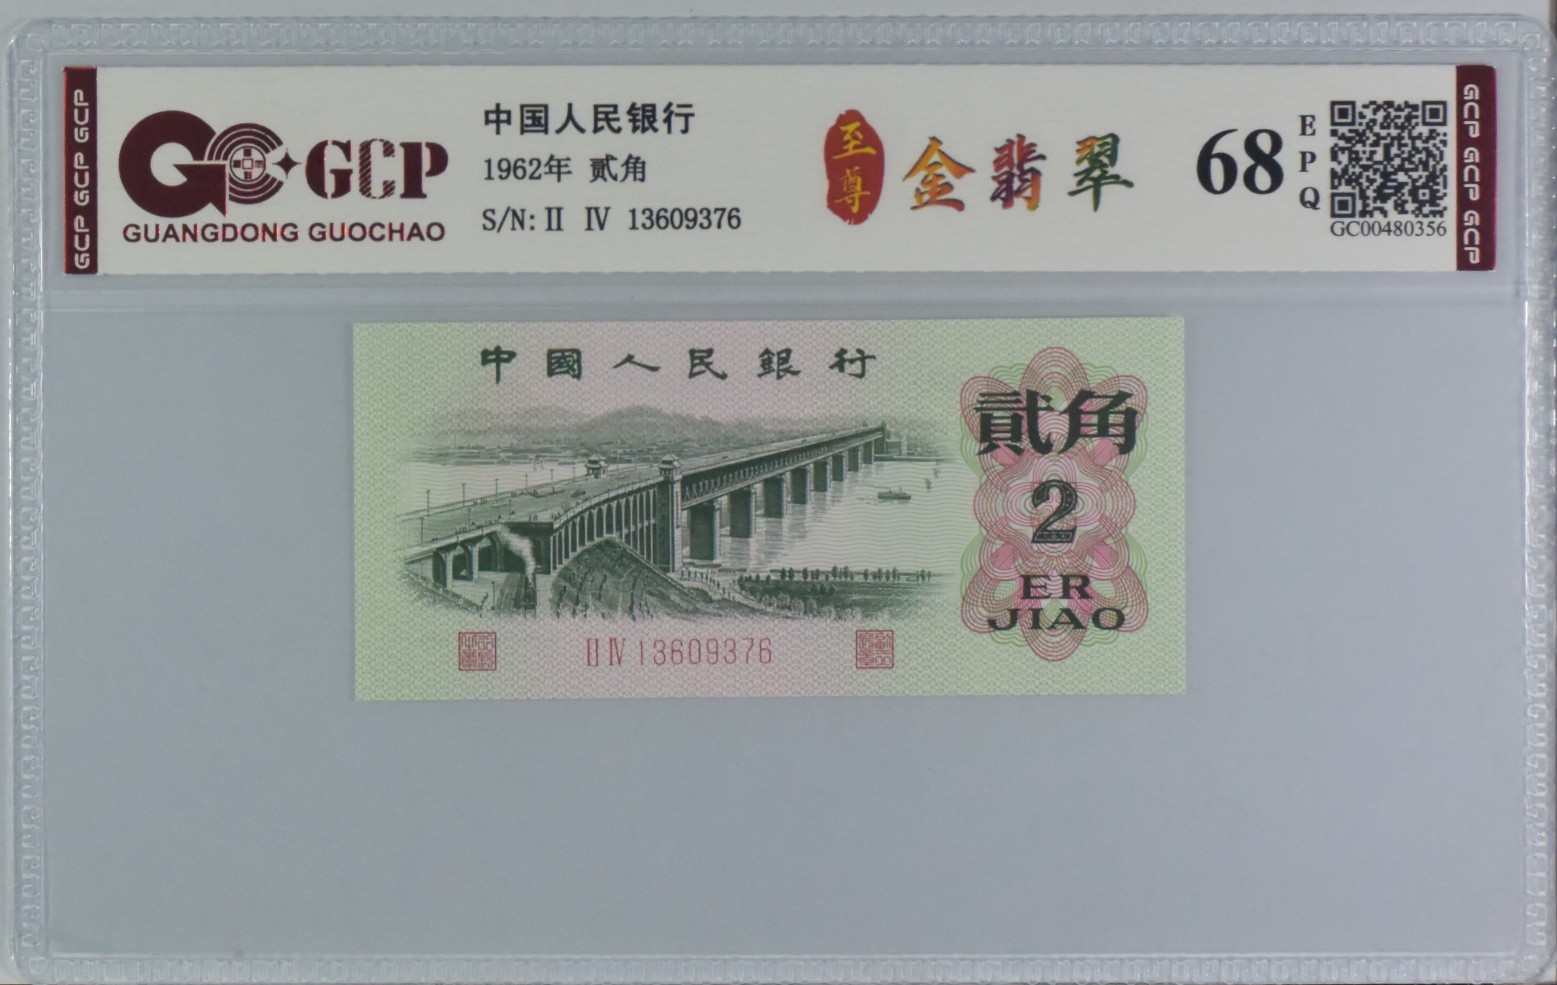 GCP GCP GCP
GCP
GUANGDONG GUOCHAO
中国人民银行
1962年 贰角
S/N: II IV 13609376
至尊
金翡翠
68
EPQ
GC00480356
GCP GCP GCP
中國人民銀行
貳角
2
ER
JIAO
II IV 13609376